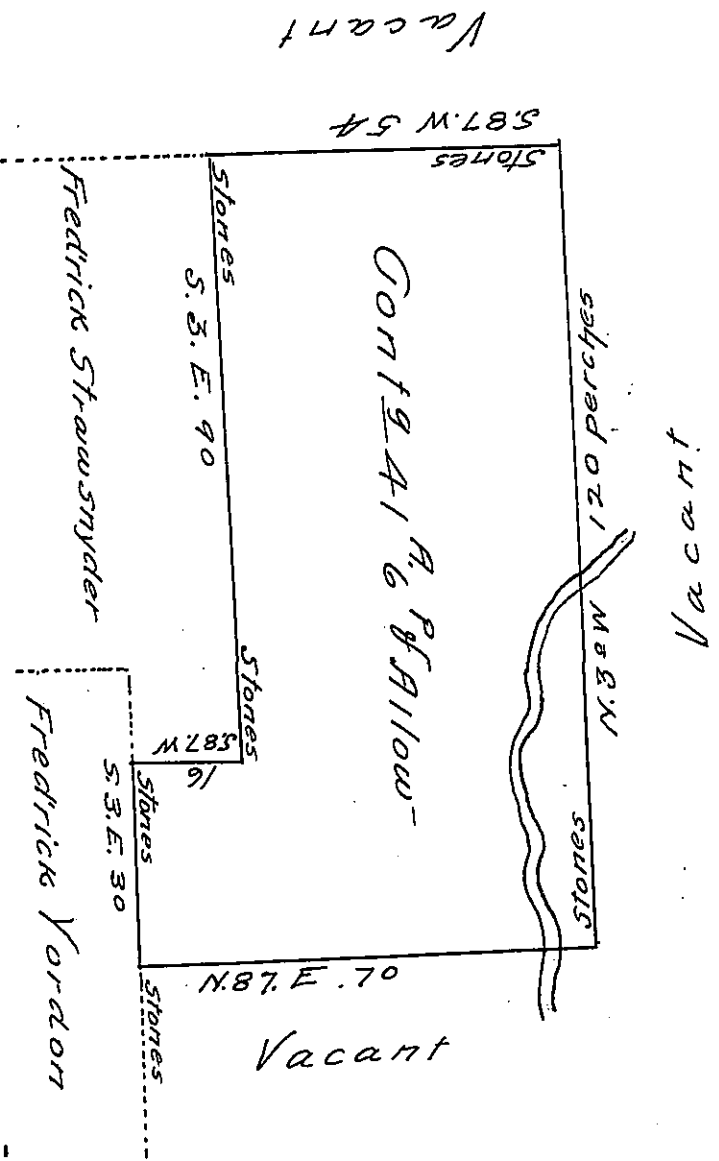 Vacant
S.87.W 54
Stones
Stones
S.3.E. 90
Fredrick Strawsnyder
Cont^g 41 A, 6 P & Allow-
120 perches
N.3 W
Vacant
Stones
Stones
S.87.W
16
Stones
S.3.E. 30
Fredrick Yordon
Stones
N.87.E.70
Vacant